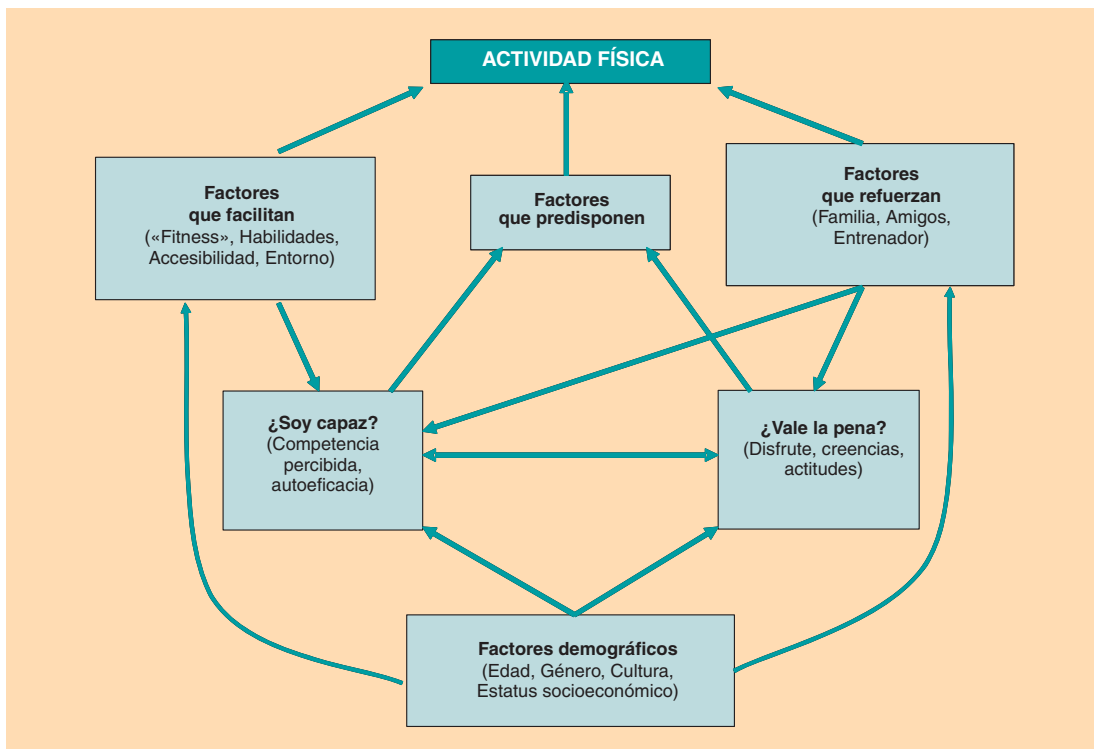 ACTIVIDAD FÍSICA
Factores
que facilitan
(«Fitness», Habilidades,
Accesibilidad, Entorno)
Factores
que predisponen
Factores
que refuerzan
(Familia, Amigos,
Entrenador)
¿Soy capaz?
(Competencia
percibida,
autoeficacia)
¿Vale la pena?
(Disfrute, creencias,
actitudes)
Factores demográficos
(Edad, Género, Cultura,
Estatus socioeconómico)